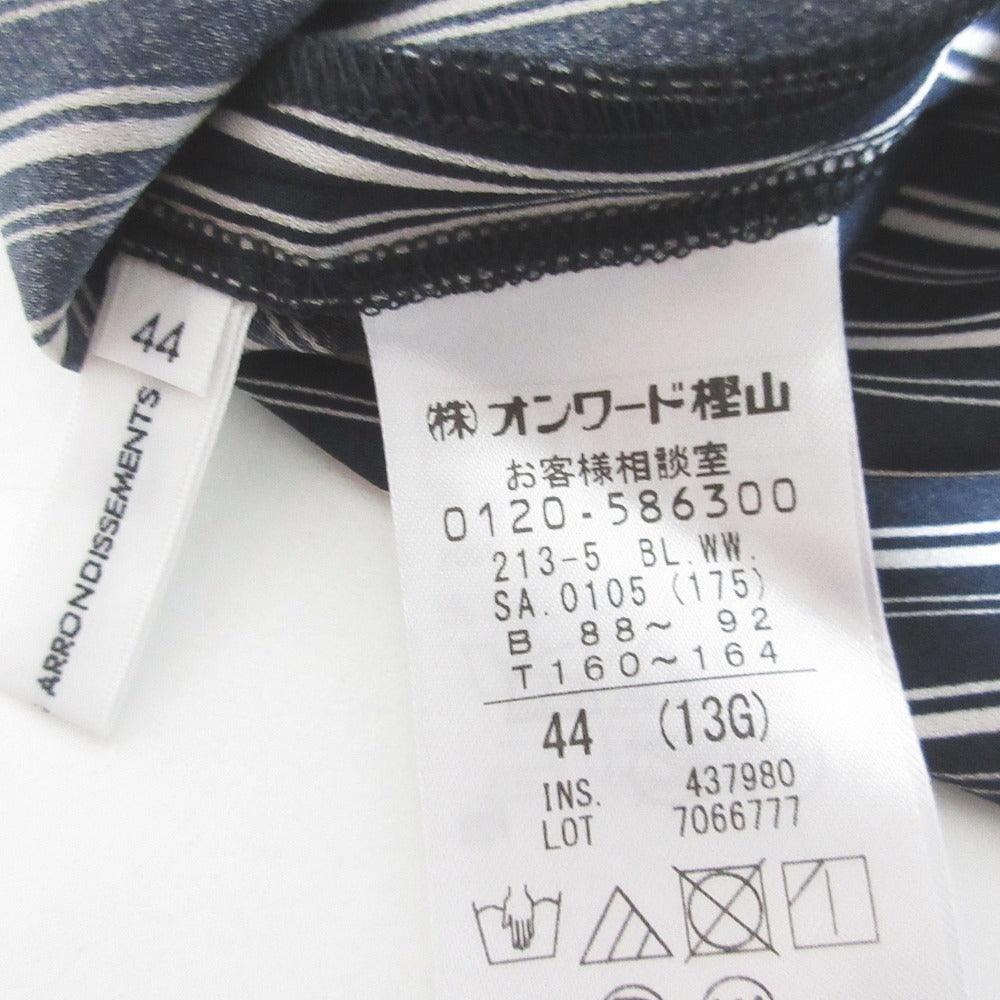 44
ARRONDISSEMENTS
(株) オンワード樫山
お客様相談室
0120-586300
213-5 BL.WW.
SA.0105 (175)
B 88～ 92
T 160～164
44 (13G)
INS. 437980
LOT 7066777